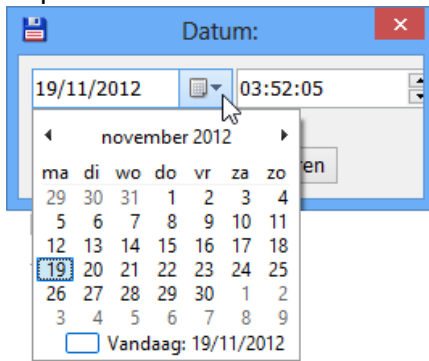 Datum:
19/11/2012 03:52:05
november 2012
ma di wo do vr za zo
29 30 31 1 2 3 4
5 6 7 8 9 10 11
12 13 14 15 16 17 18
19 20 21 22 23 24 25
26 27 28 29 30 1 2
3 4 5 6 7 8 9
Vandaag: 19/11/2012